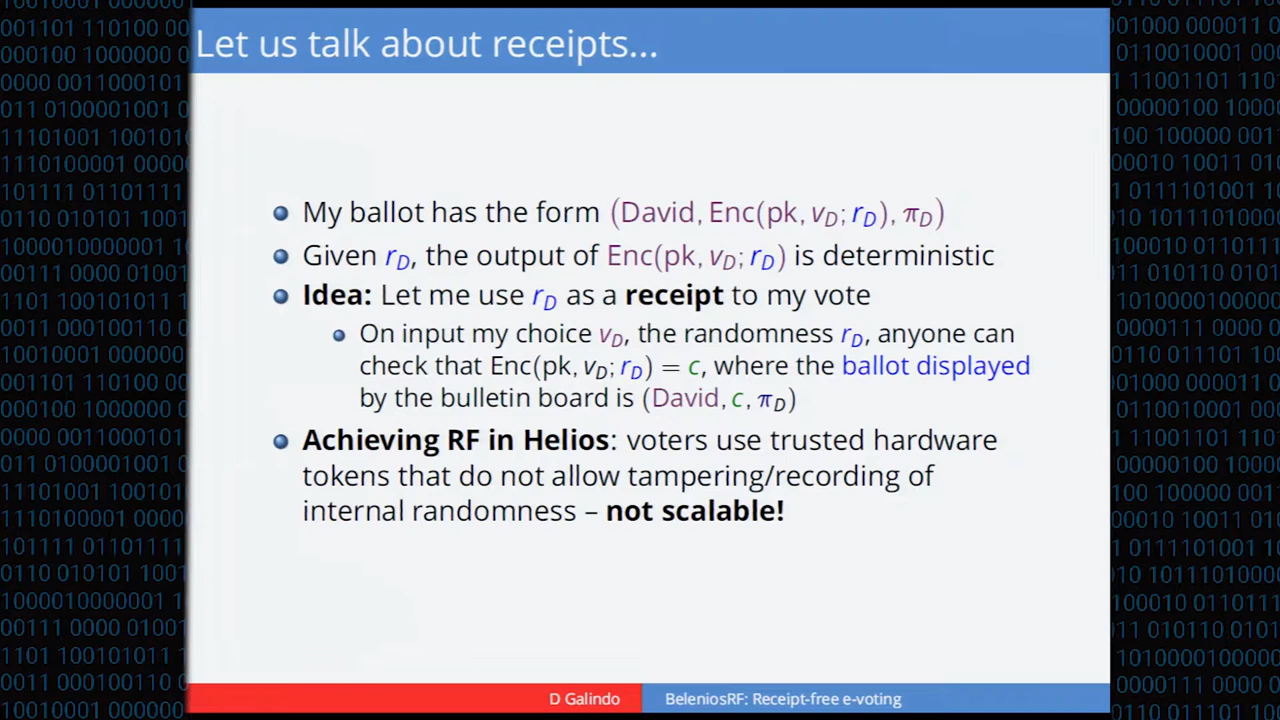 Let us talk about receipts...
My ballot has the form (David, Enc(pk, v_D; r_D), π_D)
Given r_D, the output of Enc(pk, v_D; r_D) is deterministic
Idea: Let me use r_D as a receipt to my vote
On input my choice v_D, the randomness r_D, anyone can
check that Enc(pk, v_D; r_D) = c, where the ballot displayed
by the bulletin board is (David, c, π_D)
Achieving RF in Helios: voters use trusted hardware
tokens that do not allow tampering/recording of
internal randomness – not scalable!
D Galindo
BeleniosRF: Receipt-free e-voting